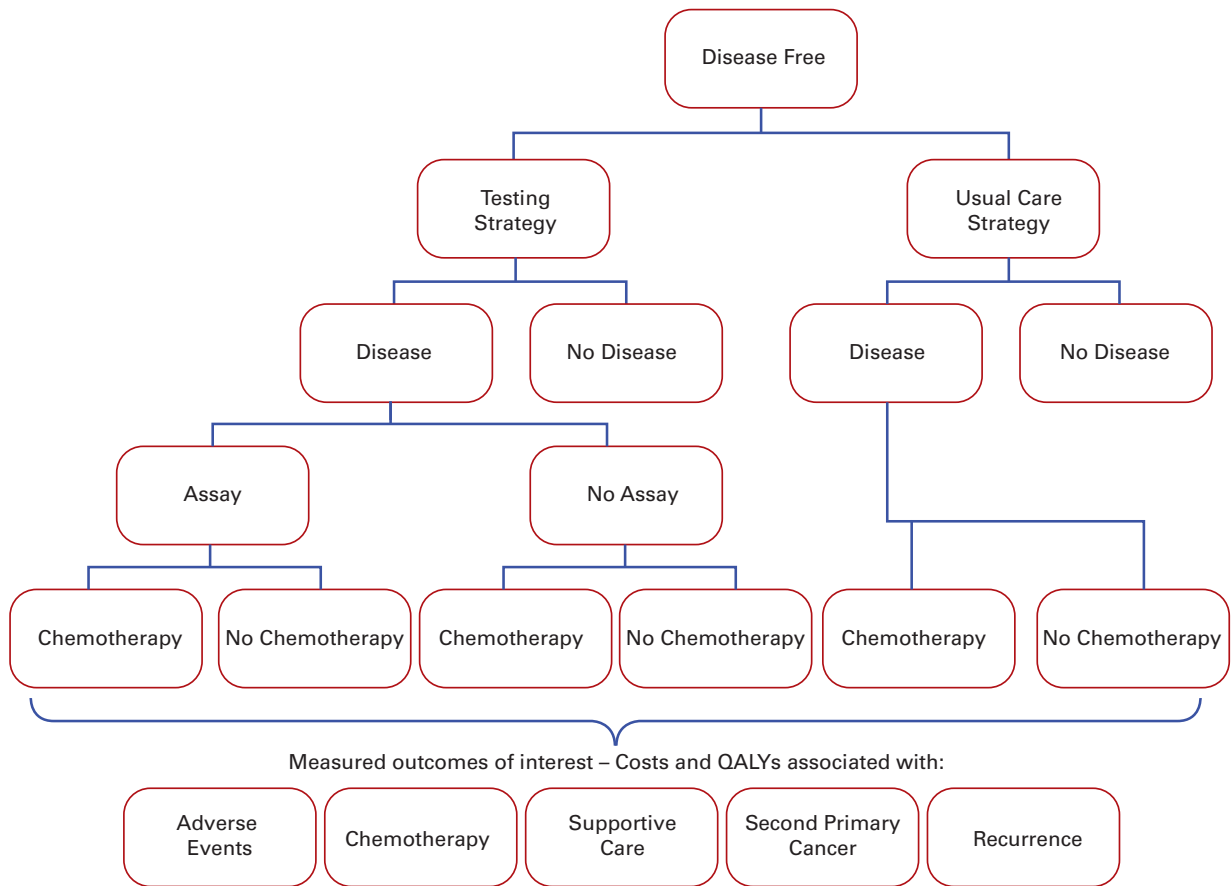 Disease Free
Testing
Strategy
Usual Care
Strategy
Disease
No Disease
Disease
No Disease
Assay
No Assay
Chemotherapy
No Chemotherapy
Chemotherapy
No Chemotherapy
Chemotherapy
No Chemotherapy
Measured outcomes of interest – Costs and QALYs associated with:
Adverse
Events
Chemotherapy
Supportive
Care
Second Primary
Cancer
Recurrence